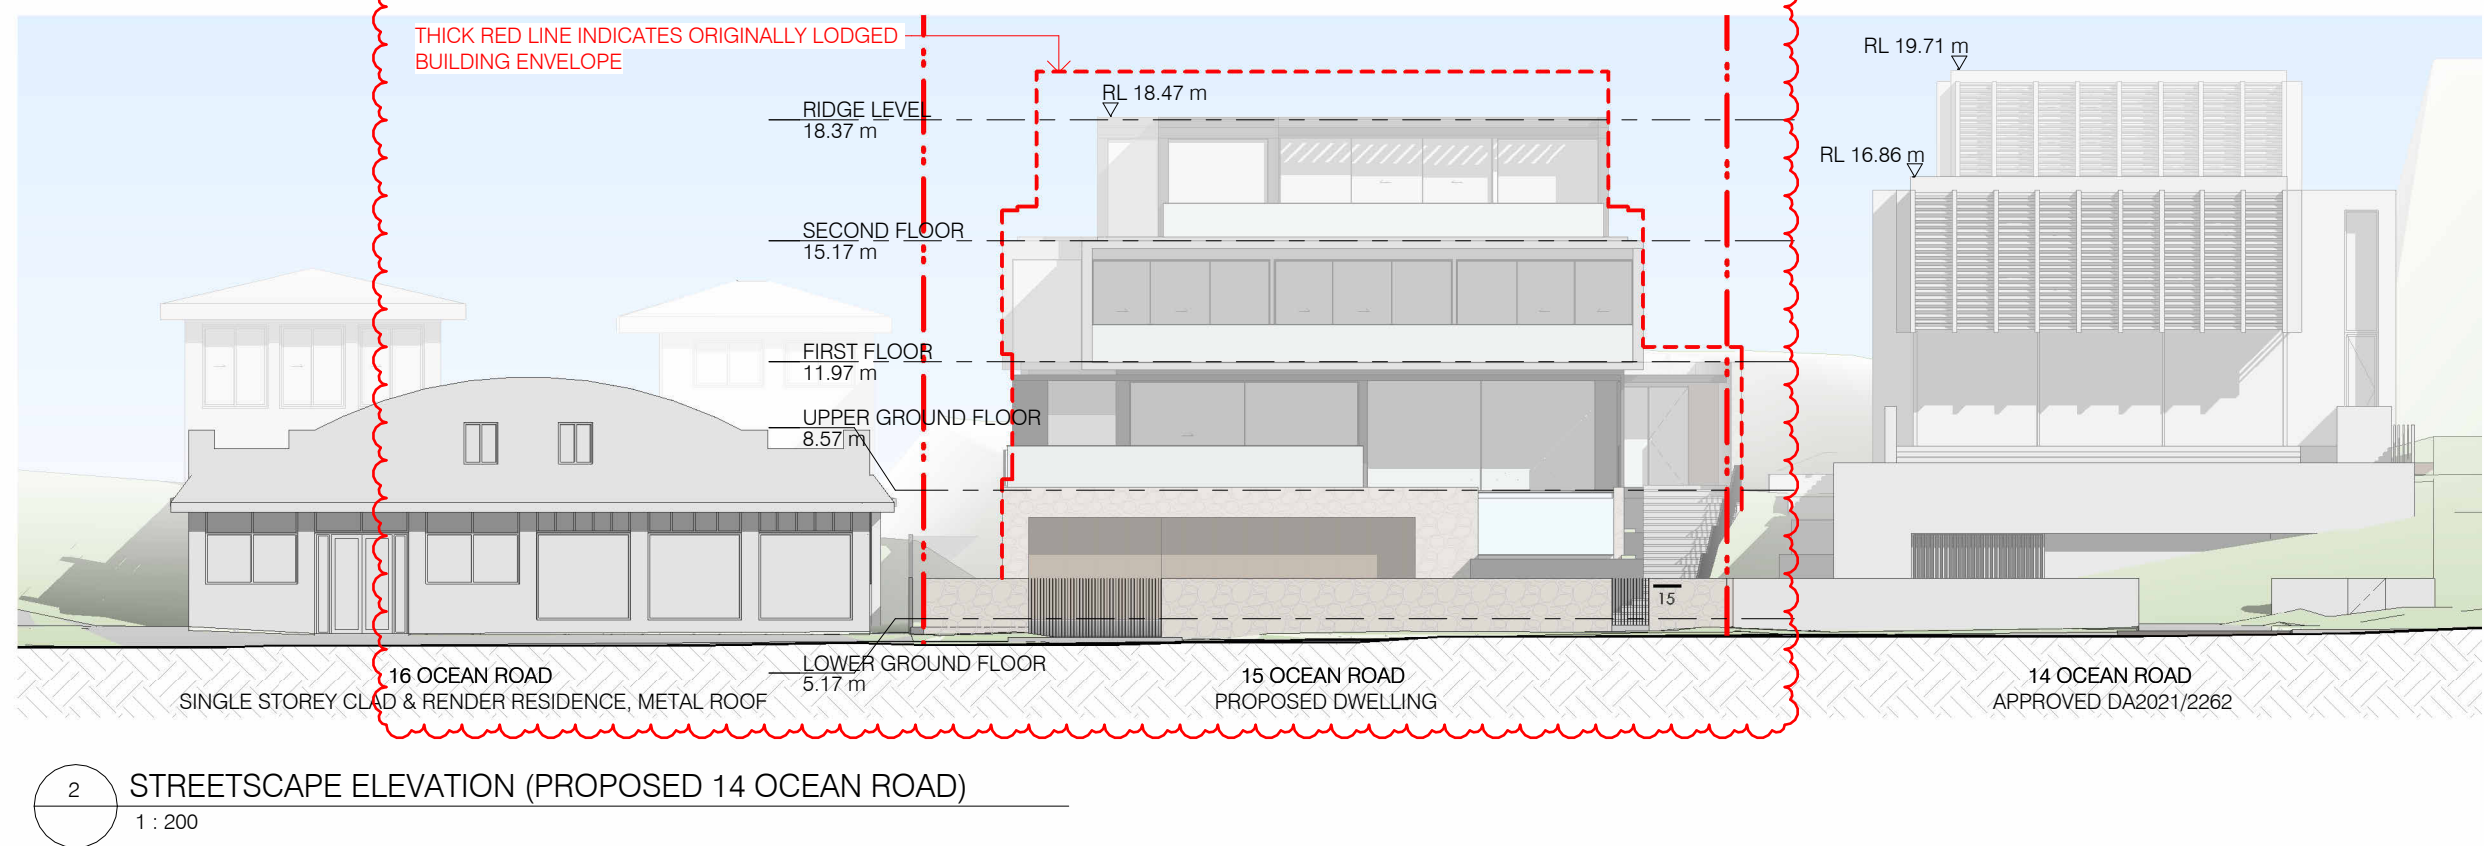 THICK RED LINE INDICATES ORIGINALLY LODGED
BUILDING ENVELOPE
RL 19.71 m
RL 18.47 m
RIDGE LEVEL
18.37 m
RL 16.86 m
SECOND FLOOR
15.17 m
FIRST FLOOR
11.97 m
UPPER GROUND FLOOR
8.57 m
15
LOWER GROUND FLOOR
5.17 m
16 OCEAN ROAD
SINGLE STOREY CLAD & RENDER RESIDENCE, METAL ROOF
15 OCEAN ROAD
PROPOSED DWELLING
14 OCEAN ROAD
APPROVED DA2021/2262
2
STREETSCAPE ELEVATION (PROPOSED 14 OCEAN ROAD)
1 : 200